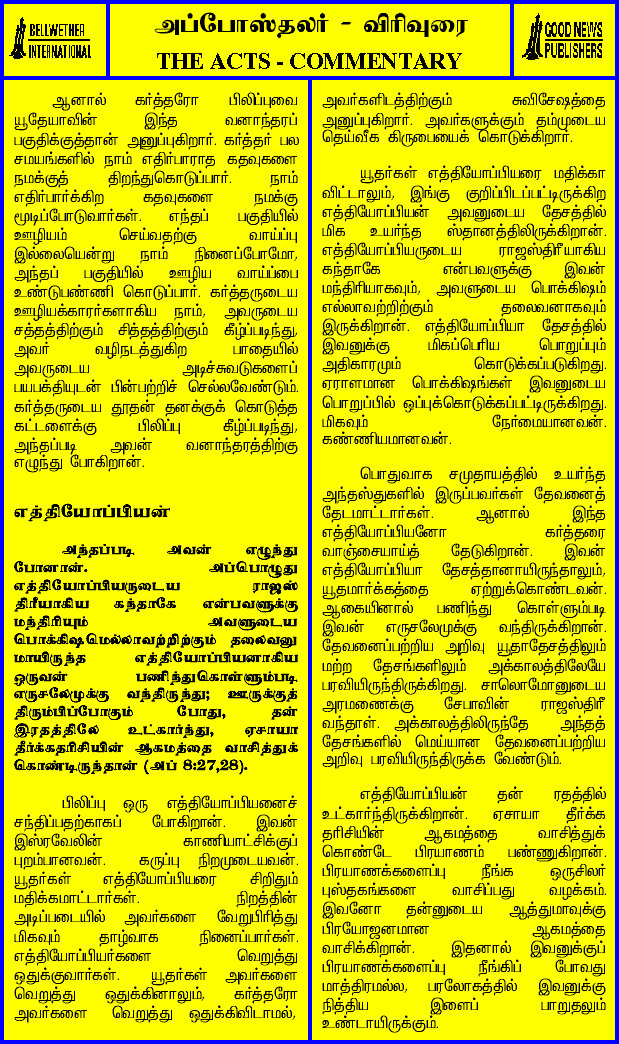 BELLWETHER
INTERNATIONAL
அப்போஸ்தலர் - விரிவுரை
THE ACTS - COMMENTARY
GOOD NEWS
PUBLISHERS
ஆனால் கர்த்தரோ பிலிப்புவை
யூதேயாவின் இந்த வனாந்தரப்
பகுதிக்குத்தான் அனுப்புகிறார். கர்த்தர் பல
சமயங்களில் நாம் எதிர்பாராத கதவுகளை
நமக்குத் திறந்துகொடுப்பார். நாம்
எதிர்பார்க்கிற கதவுகளை நமக்கு
மூடிப்போடுவார்கள். எந்தப் பகுதியில்
ஊழியம் செய்வதற்கு வாய்ப்பு
இல்லையென்று நாம் நினைப்போமோ,
அந்தப் பகுதியில் ஊழிய வாய்ப்பை
உண்டுபண்ணி கொடுப்பார். கர்த்தருடைய
ஊழியக்காரர்களாகிய நாம், அவருடைய
சத்தத்திற்கும் சித்தத்திற்கும் கீழ்ப்படிந்து,
அவர் வழிநடத்துகிற பாதையில்
அவருடைய அடிச்சுவடுகளைப்
பயபக்தியுடன் பின்பற்றிச் செல்லவேண்டும்.
கர்த்தருடைய தூதன் தனக்குக் கொடுத்த
கட்டளைக்கு பிலிப்பு கீழ்ப்படிந்து,
அந்தப்படி அவன் வனாந்தரத்திற்கு
எழுந்து போகிறான்.
எத்தியோப்பியன்
அந்தப்படி அவன் எழுந்து
போனான். அப்பொழுது
எத்தியோப்பியருடைய ராஜஸ்
திரீயாகிய கந்தாகே என்பவளுக்கு
மந்திரியும் அவளுடைய
பொக்கிஷமெல்லாவற்றிற்கும் தலைவனு
மாயிருந்த எத்தியோப்பியனாகிய
ஒருவன் பணிந்துகொள்ளும்படி
எருசலேமுக்கு வந்திருந்து; ஊருக்குத்
திரும்பிப்போகும் போது, தன்
இரதத்திலே உட்கார்ந்து, ஏசாயா
தீர்க்கதரிசியின் ஆகமத்தை வாசித்துக்
கொண்டிருந்தான் (அப் 8:27,28).
பிலிப்பு ஒரு எத்தியோப்பியனைச்
சந்திப்பதற்காகப் போகிறான். இவன்
இஸ்ரவேலின் காணியாட்சிக்குப்
புறம்பானவன். கருப்பு நிறமுடையவன்.
யூதர்கள் எத்தியோப்பியரை சிறிதும்
மதிக்கமாட்டார்கள். நிறத்தின்
அடிப்படையில் அவர்களை வேறுபிரித்து
மிகவும் தாழ்வாக நினைப்பார்கள்.
எத்தியோப்பியர்களை வெறுத்து
ஒதுக்குவார்கள். யூதர்கள் அவர்களை
வெறுத்து ஒதுக்கினாலும், கர்த்தரோ
அவர்களை வெறுத்து ஒதுக்கிவிடாமல்,
அவர்களிடத்திற்கும் சுவிசேஷத்தை
அனுப்புகிறார். அவர்களுக்கும் தம்முடைய
தெய்வீக கிருபையைக் கொடுக்கிறார்.
யூதர்கள் எத்தியோப்பியரை மதிக்கா
விட்டாலும், இங்கு குறிப்பிடப்பட்டிருக்கிற
எத்தியோப்பியன் அவனுடைய தேசத்தில்
மிக உயர்ந்த ஸ்தானத்திலிருக்கிறான்.
எத்தியோப்பியருடைய ராஜஸ்திரீயாகிய
கந்தாகே என்பவளுக்கு இவன்
மந்திரியாகவும், அவளுடைய பொக்கிஷம்
எல்லாவற்றிற்கும் தலைவனாகவும்
இருக்கிறான். எத்தியோப்பியா தேசத்தில்
இவனுக்கு மிகப்பெரிய பொறுப்பும்
அதிகாரமும் கொடுக்கப்படுகிறது.
ஏராளமான பொக்கிஷங்கள் இவனுடைய
பொறுப்பில் ஒப்புக்கொடுக்கப்பட்டிருக்கிறது.
மிகவும் நேர்மையானவன்.
கண்ணியமானவன்.
பொதுவாக சமுதாயத்தில் உயர்ந்த
அந்தஸ்துகளில் இருப்பவர்கள் தேவனைத்
தேடமாட்டார்கள். ஆனால் இந்த
எத்தியோப்பியனோ கர்த்தரை
வாஞ்சையாய்த் தேடுகிறான். இவன்
எத்தியோப்பியா தேசத்தானாயிருந்தாலும்,
யூதமார்க்கத்தை ஏற்றுக்கொண்டவன்.
ஆகையினால் பணிந்து கொள்ளும்படி
இவன் எருசலேமுக்கு வந்திருக்கிறான்.
தேவனைப்பற்றிய அறிவு யூதாதேசத்திலும்
மற்ற தேசங்களிலும் அக்காலத்திலேயே
பரவியிருந்திருக்கிறது. சாலொமோனுடைய
அரமணைக்கு சேபாவின் ராஜஸ்திரீ
வந்தாள். அக்காலத்திலிருந்தே அந்தத்
தேசங்களில் மெய்யான தேவனைப்பற்றிய
அறிவு பரவியிருந்திருக்க வேண்டும்.
எத்தியோப்பியன் தன் ரதத்தில்
உட்கார்ந்திருக்கிறான். ஏசாயா தீர்க்க
தரிசியின் ஆகமத்தை வாசித்துக்
கொண்டே பிரயாணம் பண்ணுகிறான்.
பிரயாணக்களைப்பு நீங்க ஒருசிலர்
புஸ்தகங்களை வாசிப்பது வழக்கம்.
இவனோ தன்னுடைய ஆத்துமாவுக்கு
பிரயோஜனமான ஆகமத்தை
வாசிக்கிறான். இதனால் இவனுக்குப்
பிரயாணக்களைப்பு நீங்கிப் போவது
மாத்திரமல்ல, பரலோகத்தில் இவனுக்கு
நித்திய இளைப் பாறுதலும்
உண்டாயிருக்கும்.